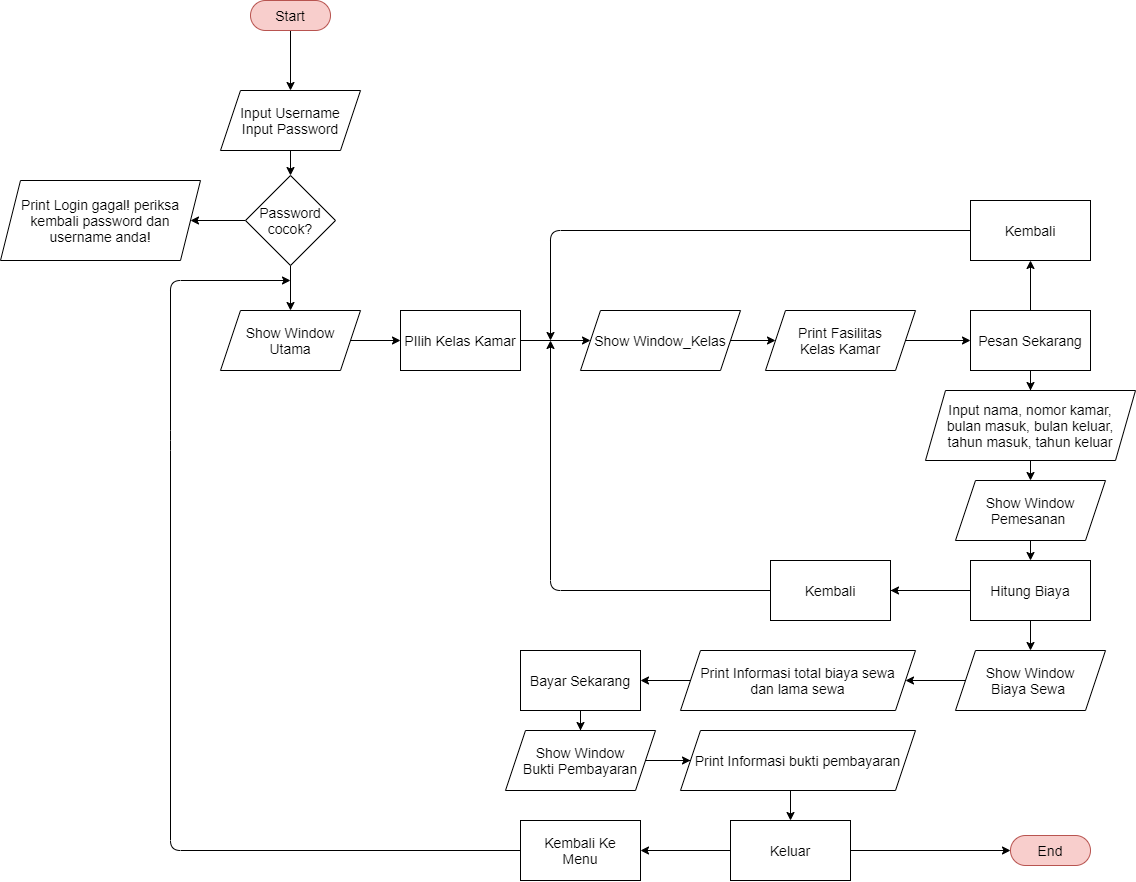 Start
Input Username
Input Password
Password
cocok?
Print Login gagal! periksa
kembali password dan
username anda!
Show Window
Utama
PIlih Kelas Kamar
Show Window_Kelas
Print Fasilitas
Kelas Kamar
Pesan Sekarang
Kembali
Input nama, nomor kamar,
bulan masuk, bulan keluar,
tahun masuk, tahun keluar
Show Window
Pemesanan
Hitung Biaya
Kembali
Show Window
Biaya Sewa
Print Informasi total biaya sewa
dan lama sewa
Bayar Sekarang
Show Window
Bukti Pembayaran
Print Informasi bukti pembayaran
Keluar
Kembali Ke
Menu
End